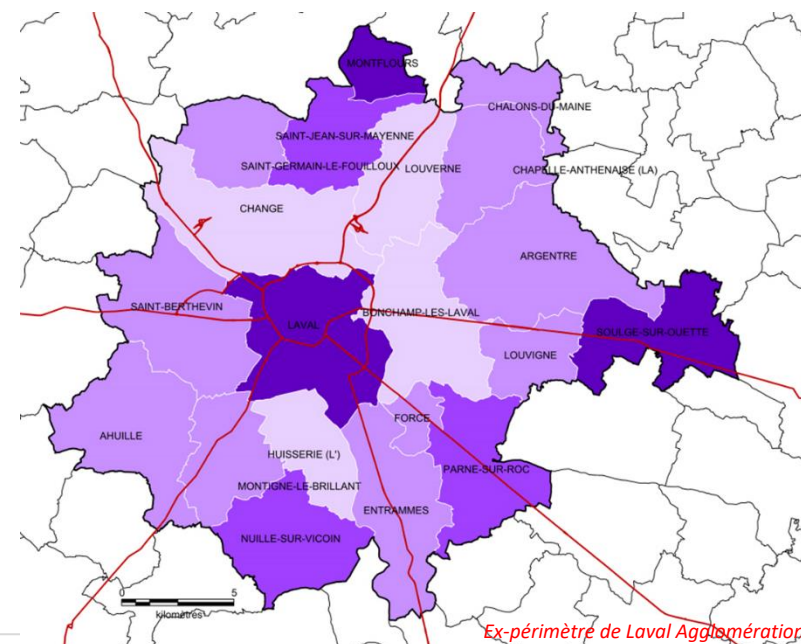 MONTFLOURS
CHALONS-DU-MAINE
SAINT-JEAN-SUR-MAYENNE
SAINT-GERMAIN-LE-FOUILLOUX
LOUVERNE
CHAPELLE-ANTHENAISE (LA)
CHANGE
ARGENTRE
SAINT-BERTHEVIN
BONCHAMP-LES-LAVAL
LAVAL
SOULGE-SUR-OUETTE
LOUVIGNE
FORCE
AHUILLE
HUISSERIE (L')
PARNE-SUR-ROC
MONTIGNE-LE-BRILLANT
ENTRAMMES
NUILLE-SUR-VICOIN
0 5
kilomètres
Ex-périmètre de Laval Agglomération